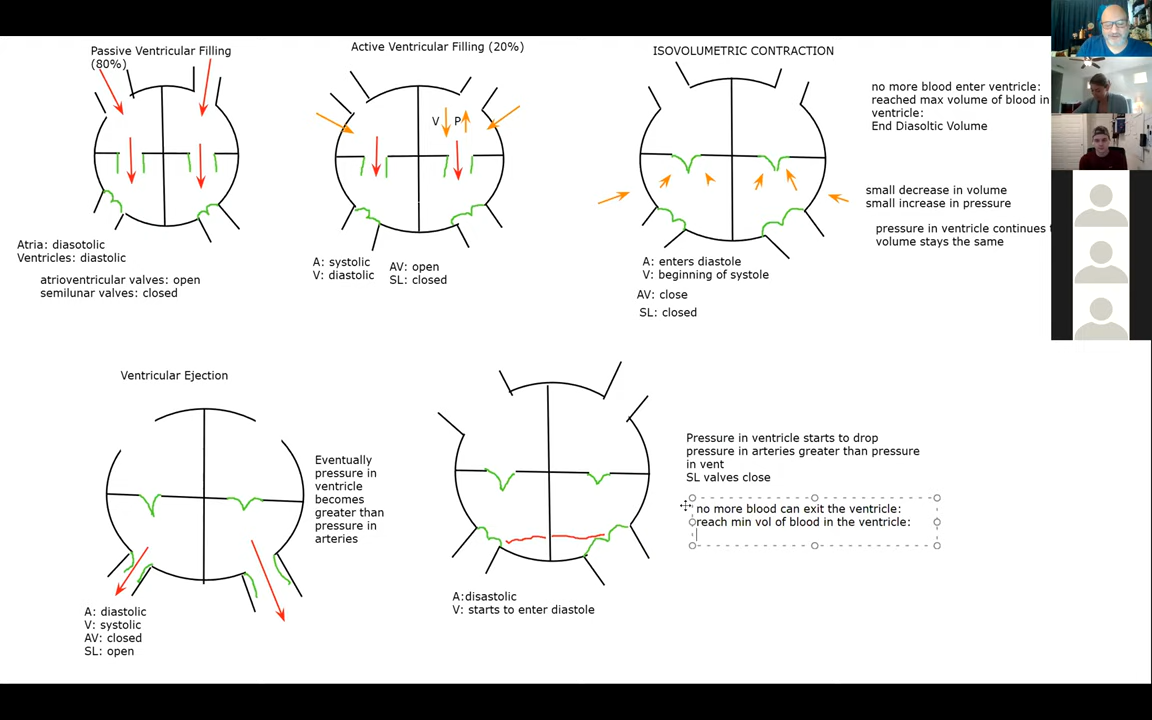 Passive Ventricular Filling
(80%)
Active Ventricular Filling (20%)
ISOVOLUMETRIC CONTRACTION
no more blood enter ventricle:
reached max volume of blood in
ventricle:
End Diasoltic Volume
V
P
small decrease in volume
small increase in pressure
pressure in ventricle continues
volume stays the same
Atria: diasotolic
Ventricles: diastolic
atrioventricular valves: open
semilunar valves: closed
A: systolic
V: diastolic
AV: open
SL: closed
A: enters diastole
V: beginning of systole
AV: close
SL: closed
Ventricular Ejection
Eventually
pressure in
ventricle
becomes
greater than
pressure in
arteries
A: diastolic
V: systolic
AV: closed
SL: open
A:disastolic
V: starts to enter diastole
Pressure in ventricle starts to drop
pressure in arteries greater than pressure
in vent
SL valves close
no more blood can exit the ventricle:
reach min vol of blood in the ventricle: